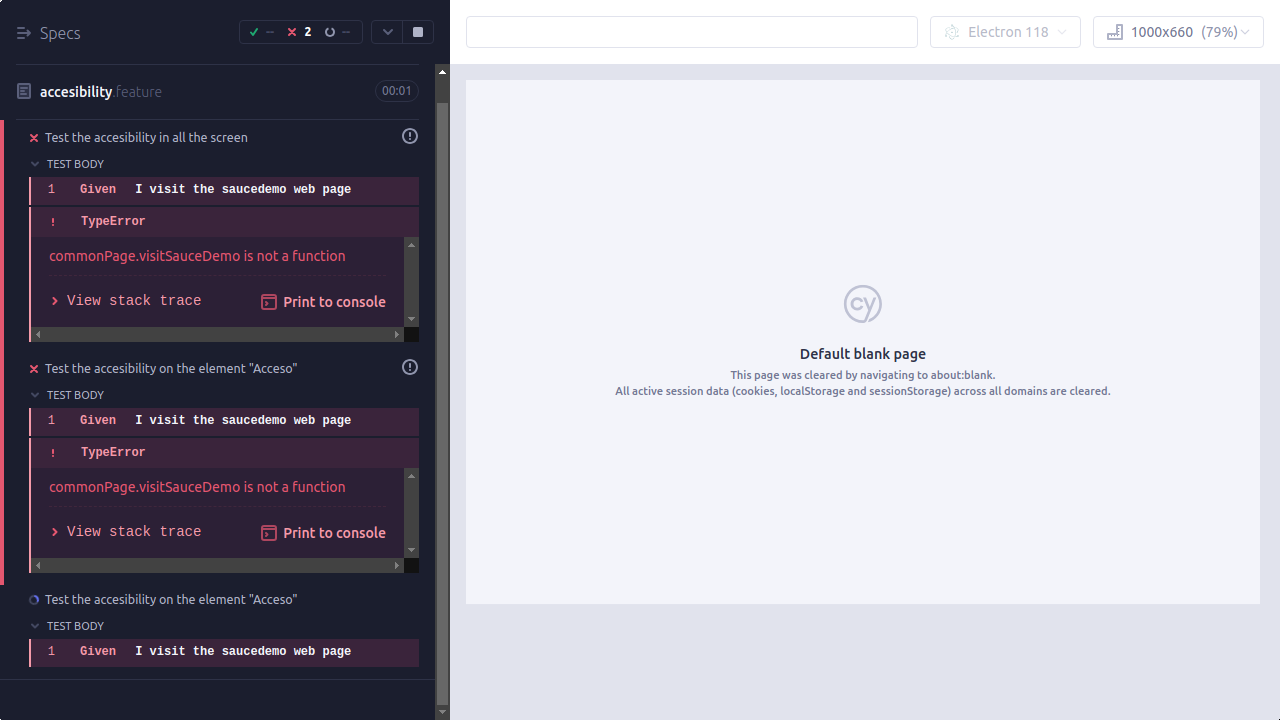 Specs
-- 2 --
accesibility.feature 00:01
Test the accesibility in all the screen
TEST BODY
1 Given I visit the saucedemo web page
! TypeError
commonPage.visitSauceDemo is not a function
View stack trace Print to console
Test the accesibility on the element "Acceso"
TEST BODY
1 Given I visit the saucedemo web page
! TypeError
commonPage.visitSauceDemo is not a function
View stack trace Print to console
Test the accesibility on the element "Acceso"
TEST BODY
1 Given I visit the saucedemo web page
Electron 118
1000x660 (79%)
cy
Default blank page
This page was cleared by navigating to about:blank.
All active session data (cookies, localStorage and sessionStorage) across all domains are cleared.